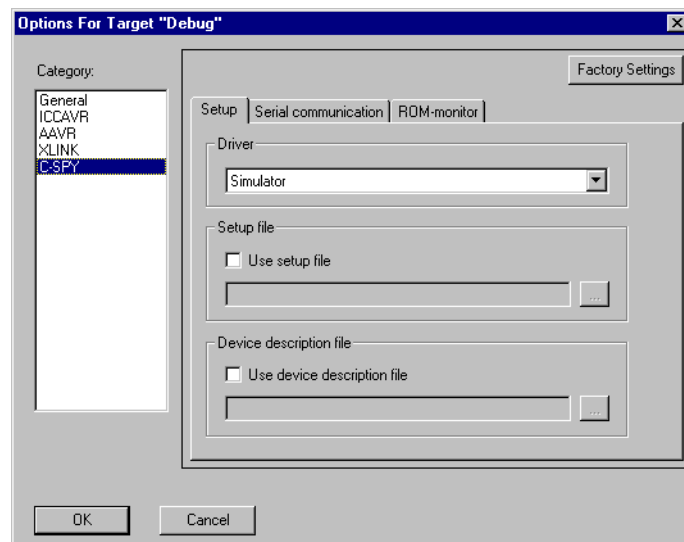 Options For Target "Debug"
Category:
General
ICCAVR
AAVR
XLINK
C-SPY
Factory Settings
Setup
Serial communication
ROM-monitor
Driver
Simulator
Setup file
Use setup file
...
Device description file
Use device description file
...
OK
Cancel